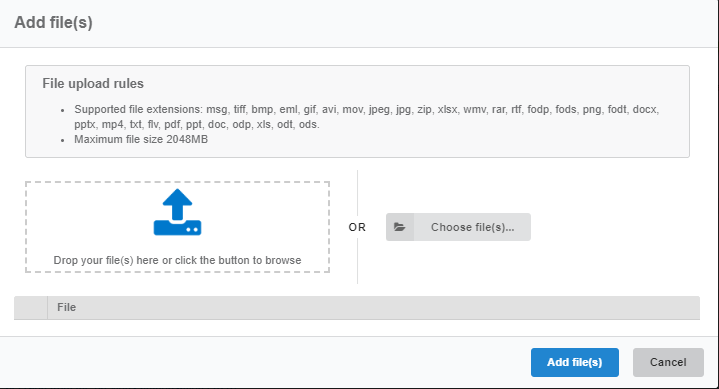 Add file(s)
File upload rules
• Supported file extensions: msg, tiff, bmp, eml, gif, avi, mov, jpeg, jpg, zip, xlsx, wmv, rar, rtf, fodp, fods, png, fodt, docx,
pptx, mp4, txt, flv, pdf, ppt, doc, odp, xls, odt, ods.
• Maximum file size 2048MB
Drop your file(s) here or click the button to browse
OR
Choose file(s)...
File
Add file(s)
Cancel